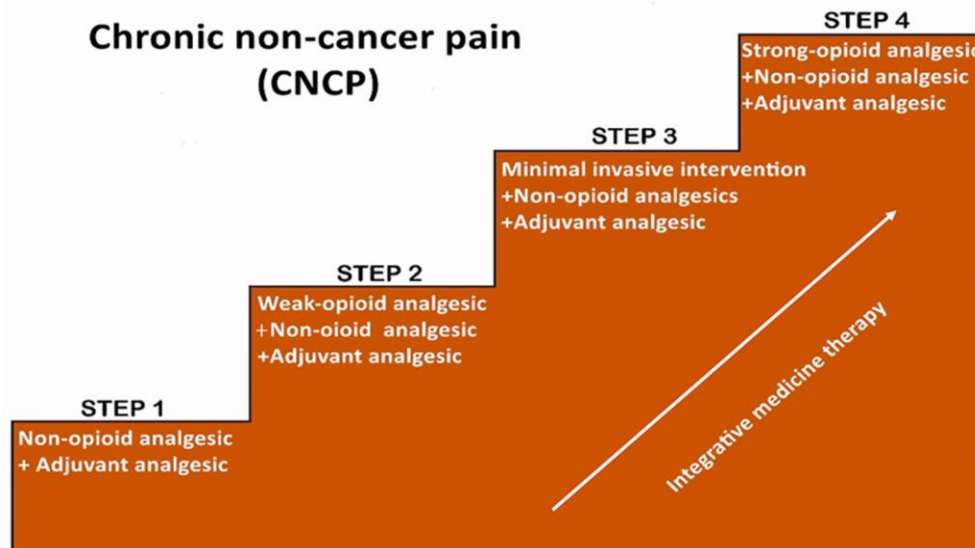 Chronic non-cancer pain
(CNCP)
STEP 1
Non-opioid analgesic
+ Adjuvant analgesic
STEP 2
Weak-opioid analgesic
+Non-oioid analgesic
+Adjuvant analgesic
STEP 3
Minimal invasive intervention
+Non-opioid analgesics
+Adjuvant analgesic
STEP 4
Strong-opioid analgesic
+Non-opioid analgesic
+Adjuvant analgesic
Integrative medicine therapy